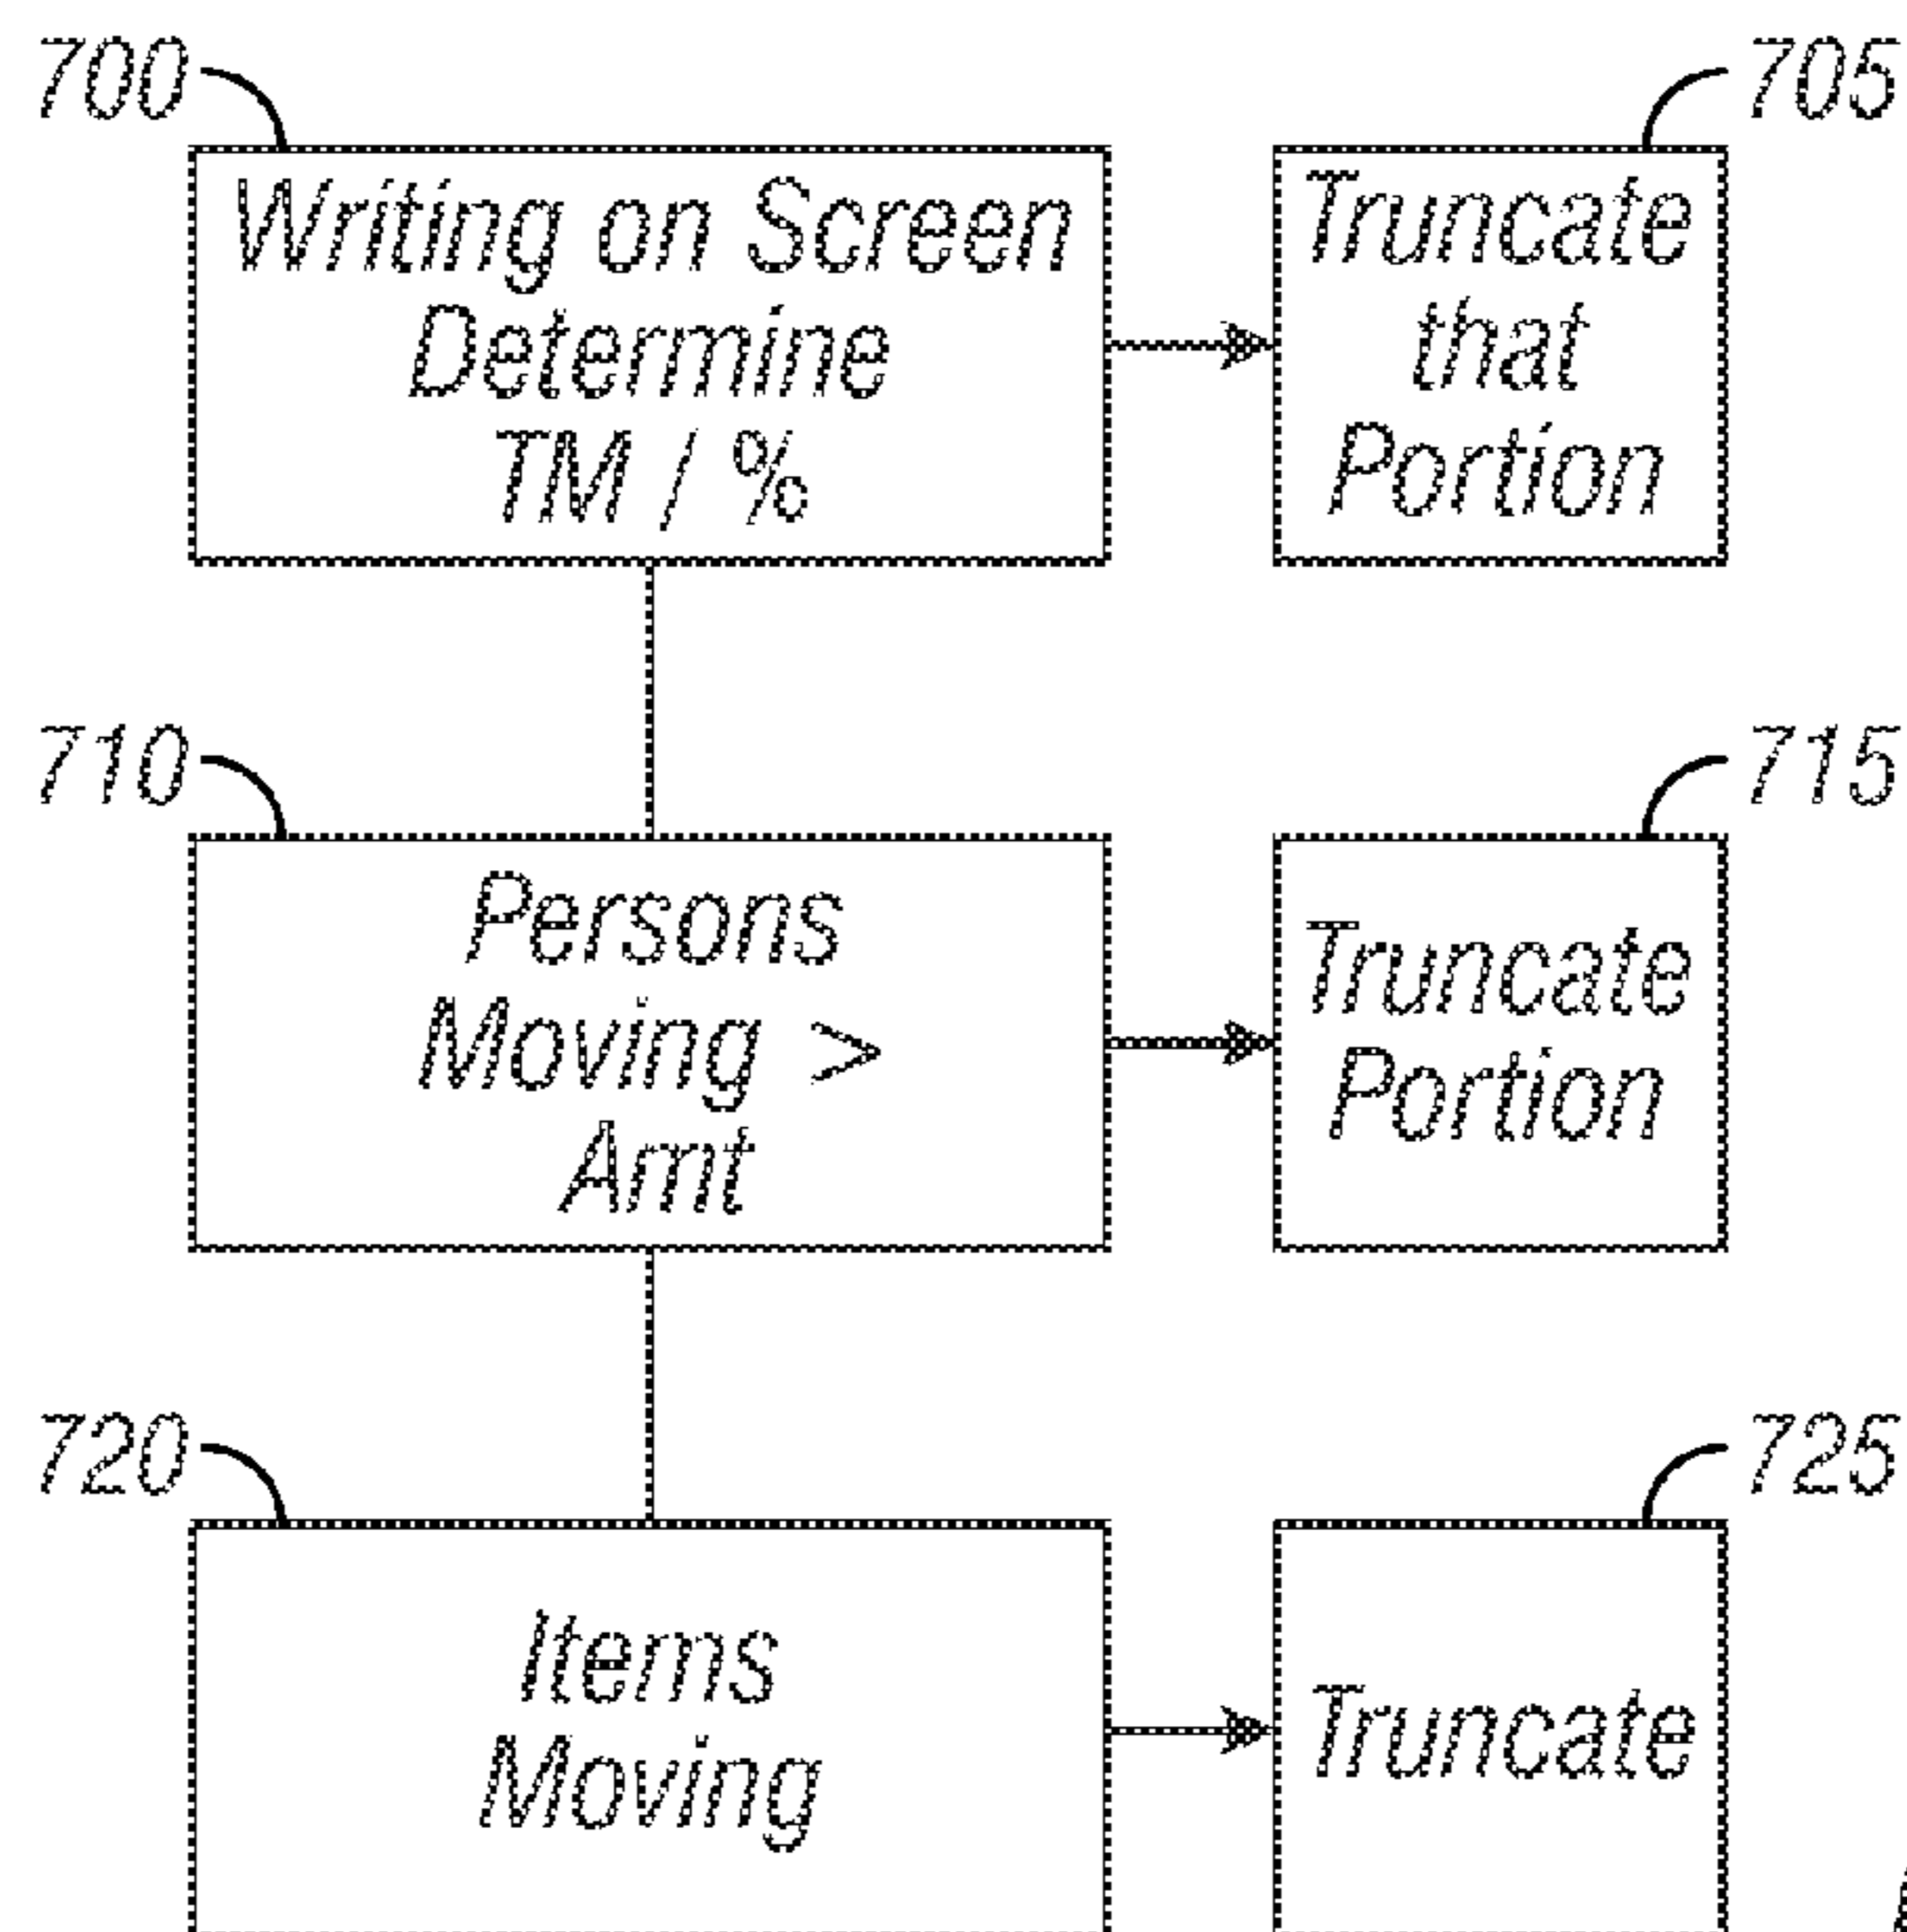 700
705
Writing on Screen
Determine
TM / %
Truncate
that
Portion
710
715
Persons
Moving >
Amt
Truncate
Portion
720
725
Items
Moving
Truncate